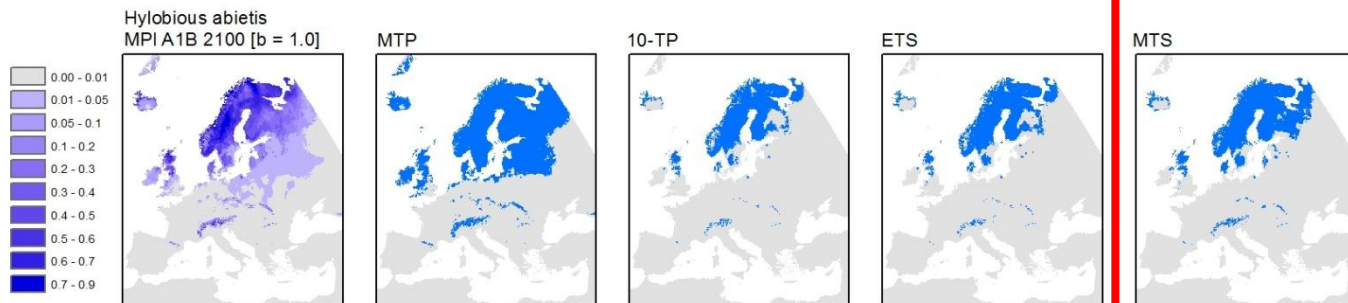 Hylobious abietis
MPI A1B 2100 [b = 1.0]
MTP
10-TP
ETS
MTS
0.00 - 0.01
0.01 - 0.05
0.05 - 0.1
0.1 - 0.2
0.2 - 0.3
0.3 - 0.4
0.4 - 0.5
0.5 - 0.6
0.6 - 0.7
0.7 - 0.9